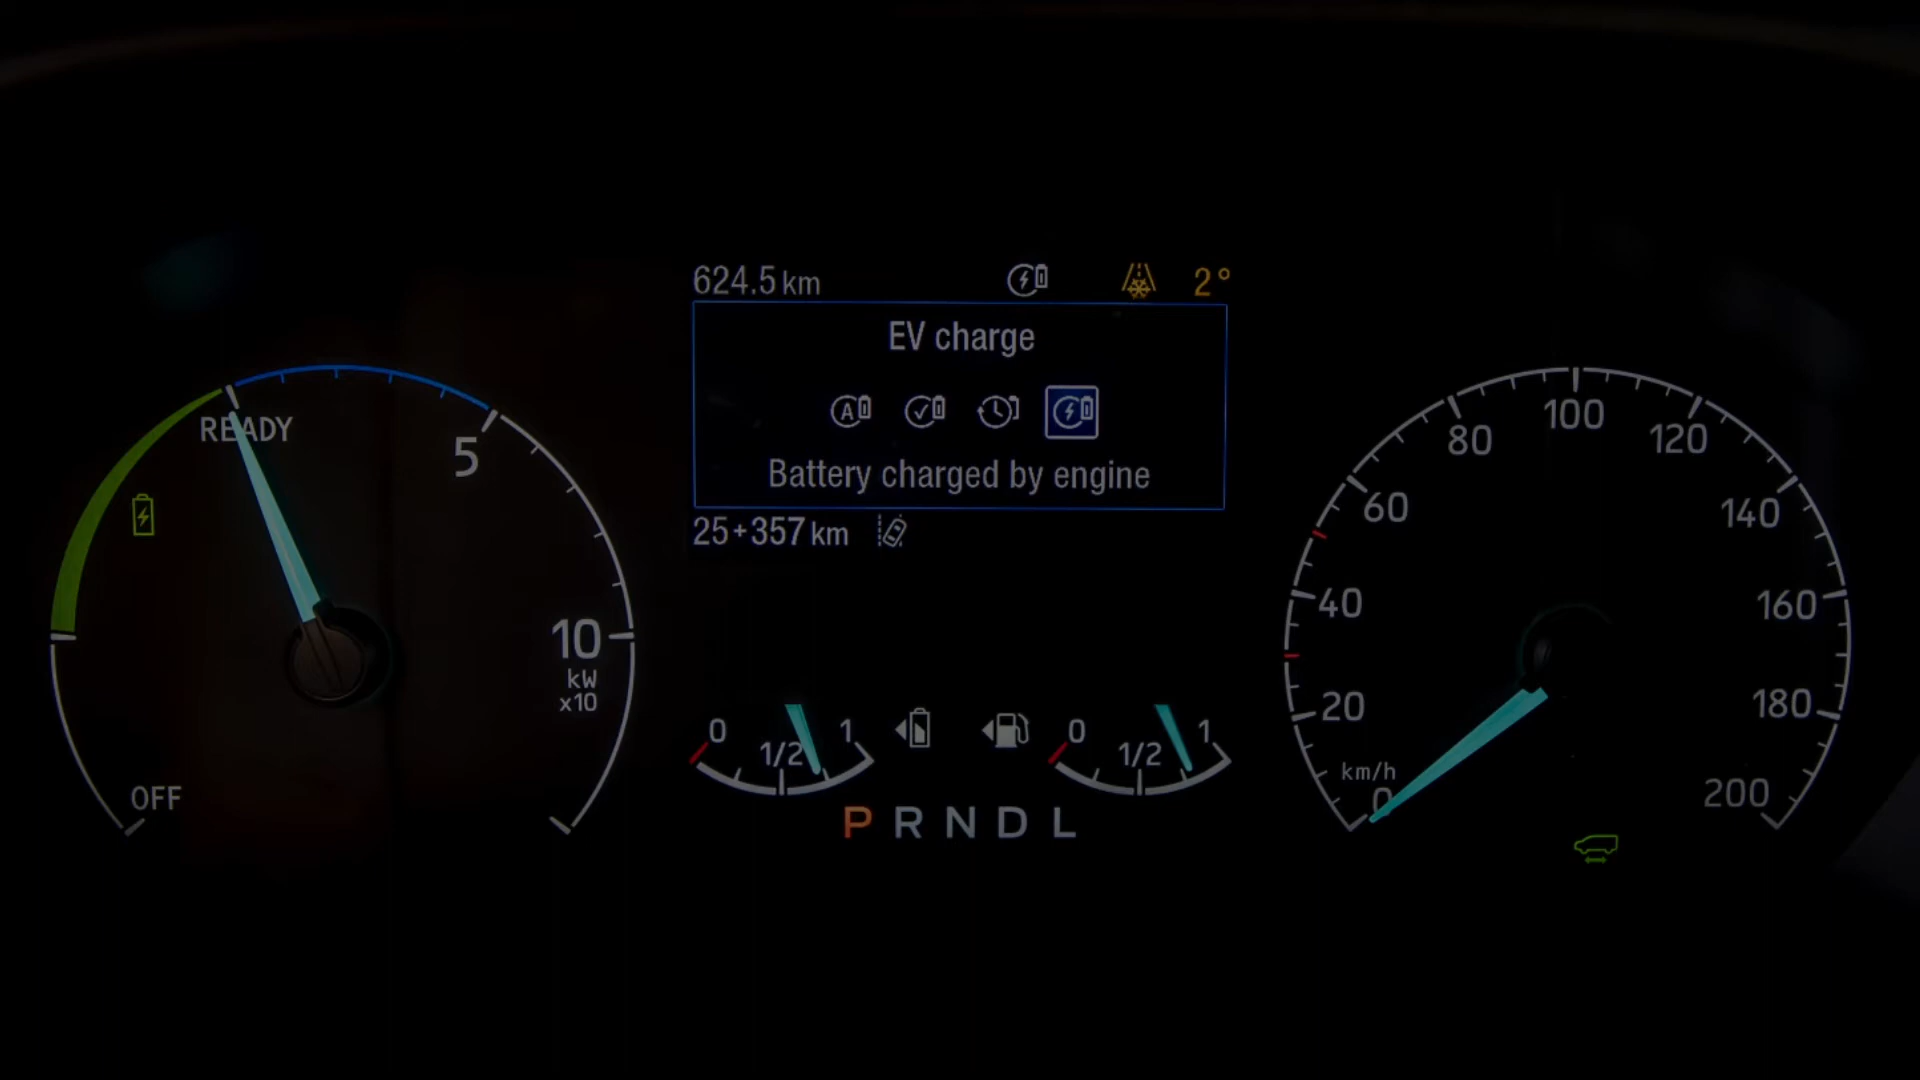 624.5 km 2°
EV charge
A
Battery charged by engine
25+357 km
OFF
READY
5
10
kW
x10
0 1/2 1
0 1/2 1
P R N D L
0
20
40
60
80
100
120
140
160
180
200
km/h